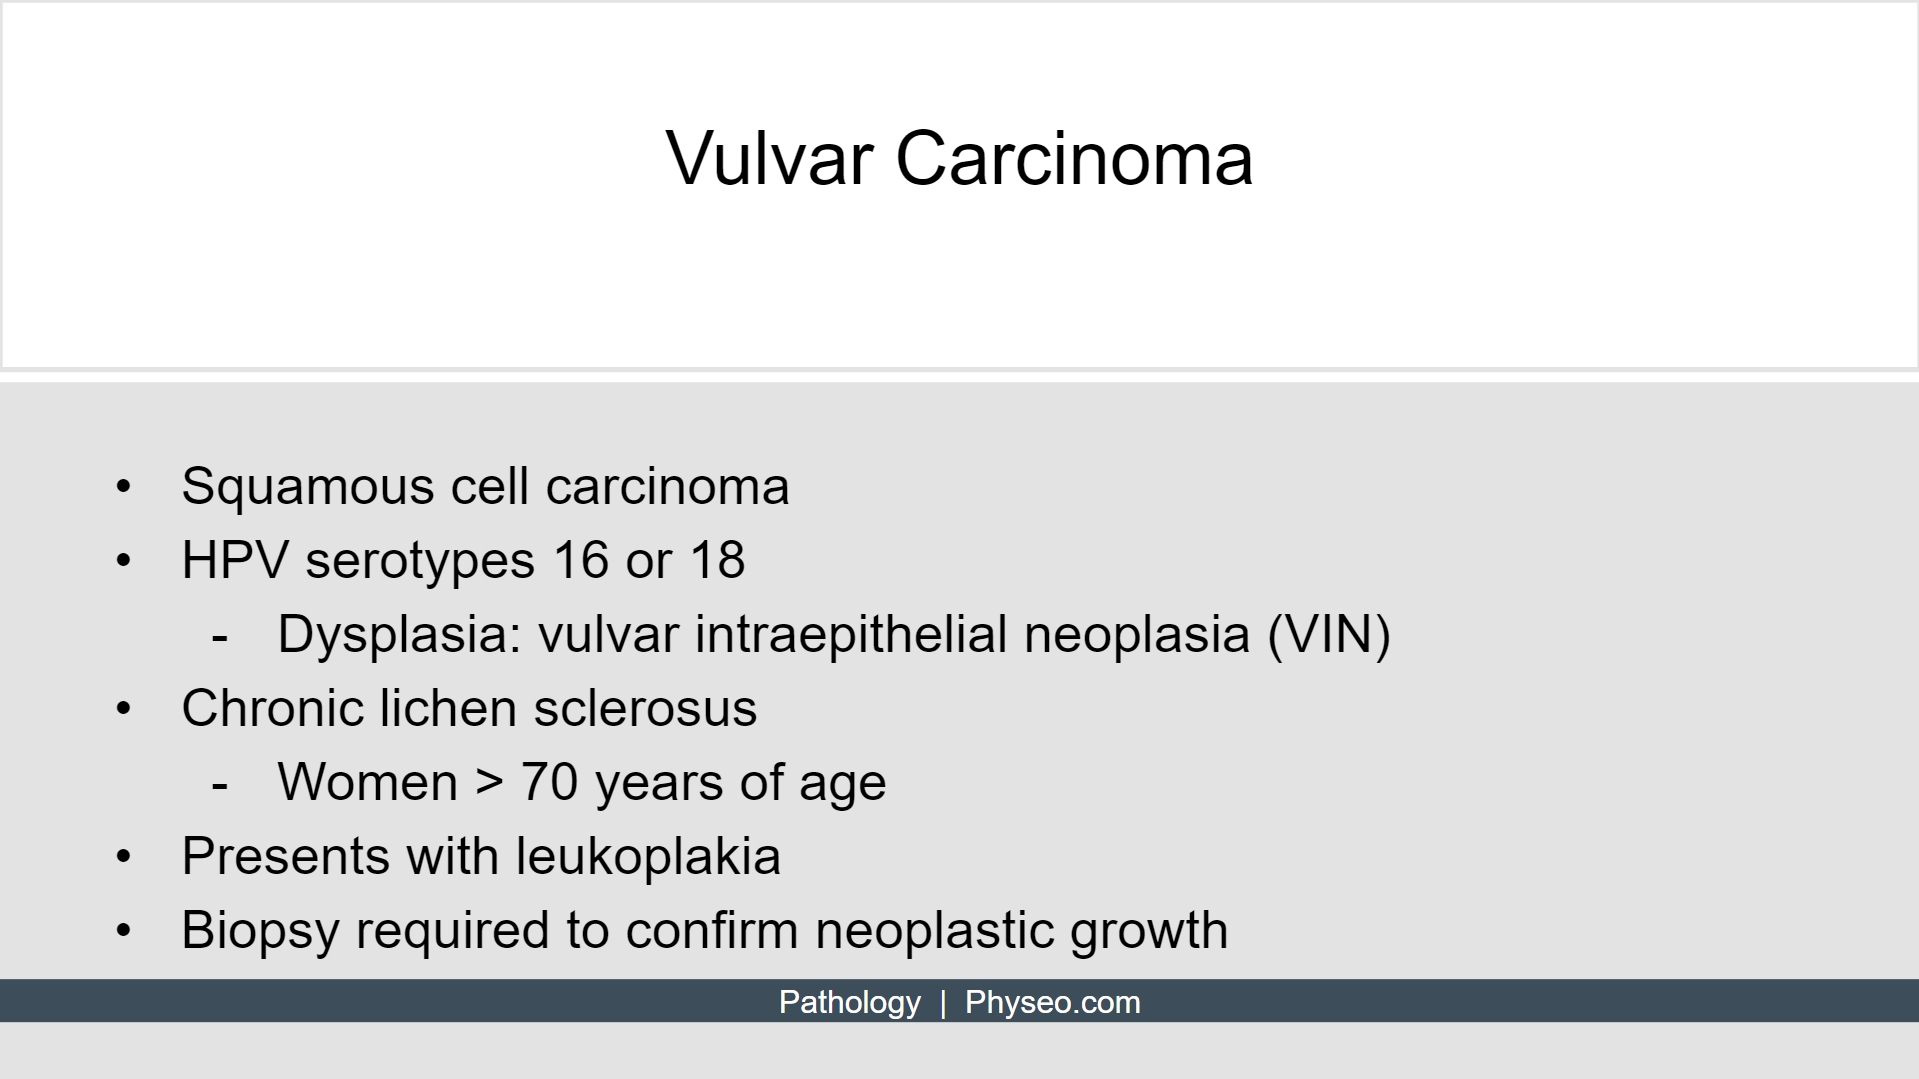 Vulvar Carcinoma
• Squamous cell carcinoma
• HPV serotypes 16 or 18
- Dysplasia: vulvar intraepithelial neoplasia (VIN)
• Chronic lichen sclerosus
- Women > 70 years of age
• Presents with leukoplakia
• Biopsy required to confirm neoplastic growth
Pathology | Physeo.com